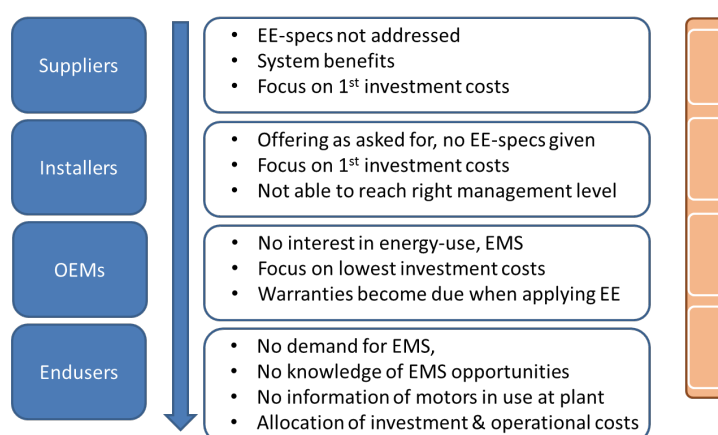 Suppliers
• EE-specs not addressed
• System benefits
• Focus on 1st investment costs
Installers
• Offering as asked for, no EE-specs given
• Focus on 1st investment costs
• Not able to reach right management level
OEMs
• No interest in energy-use, EMS
• Focus on lowest investment costs
• Warranties become due when applying EE
Endusers
• No demand for EMS,
• No knowledge of EMS opportunities
• No information of motors in use at plant
• Allocation of investment & operational costs